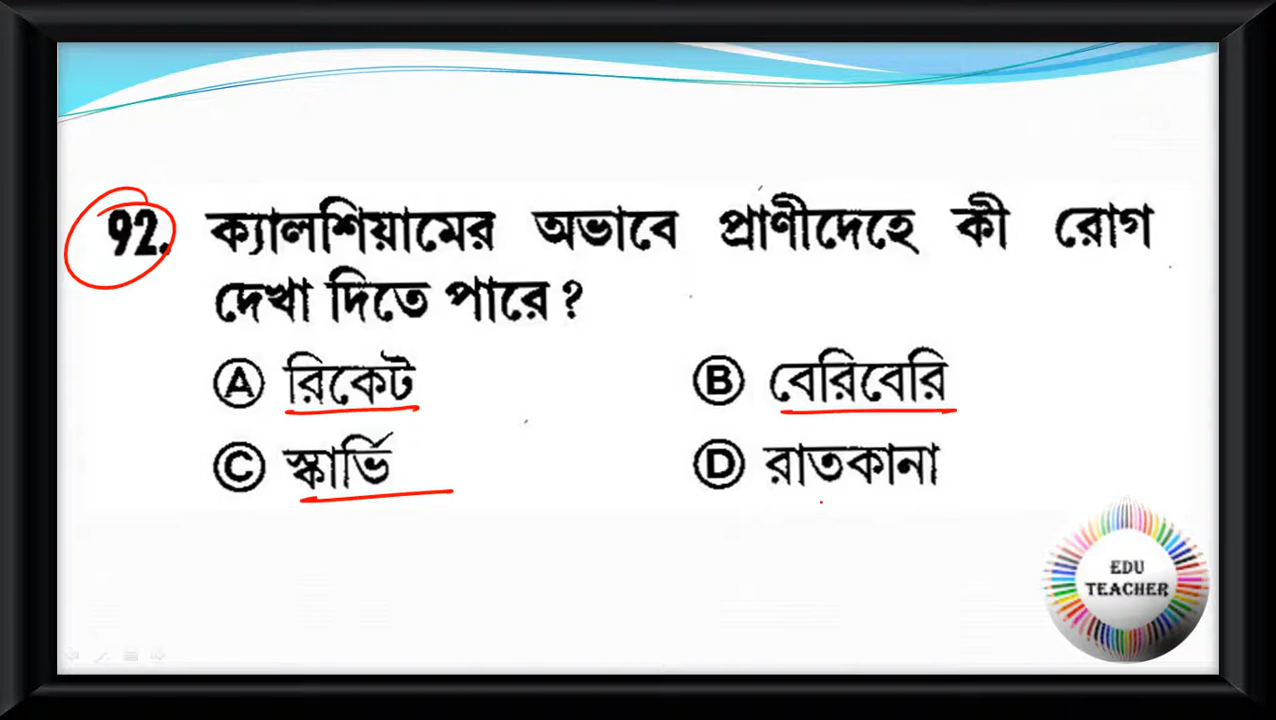 92. ক্যালশিয়ামের অভাবে প্রাণীদেহে কী রোগ
দেখা দিতে পারে?
Ⓐ রিকেট Ⓑ বেরিবেরি
Ⓒ স্কার্ভি Ⓓ রাতকানা
EDU
TEACHER